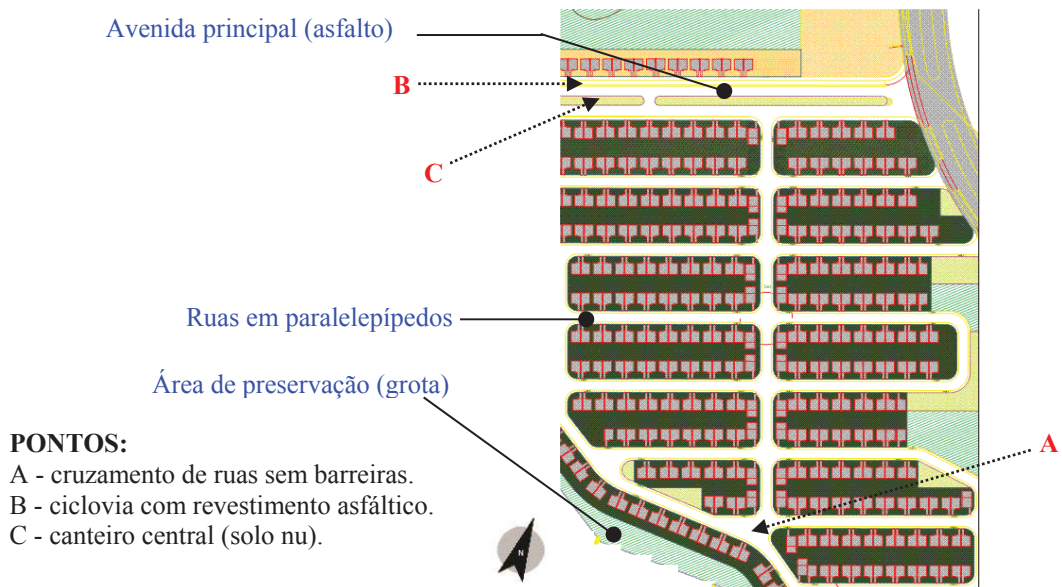 Avenida principal (asfalto)
B
C
Ruas em paralelepípedos
Área de preservação (grota)
A
PONTOS:
A - cruzamento de ruas sem barreiras.
B - ciclovia com revestimento asfáltico.
C - canteiro central (solo nu).
N